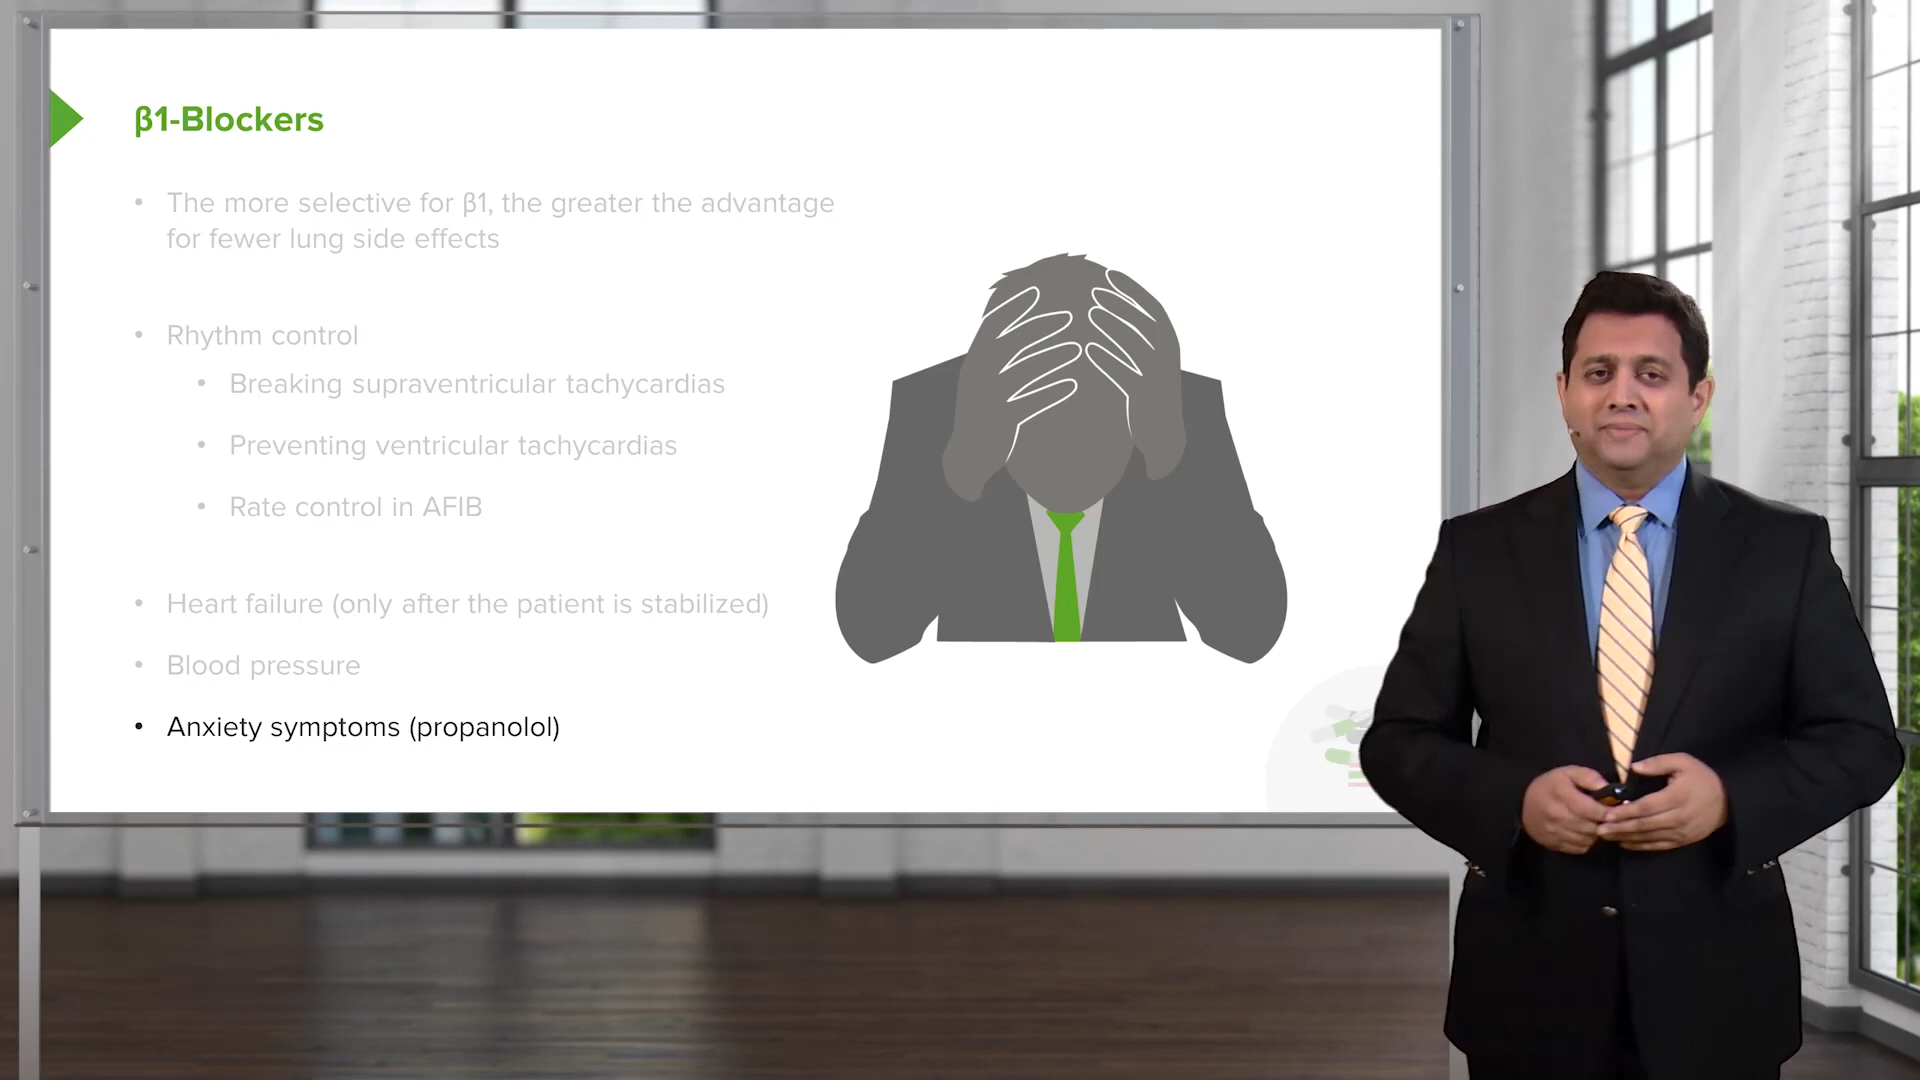 β1-Blockers
• The more selective for β1, the greater the advantage
for fewer lung side effects
• Rhythm control
• Breaking supraventricular tachycardias
• Preventing ventricular tachycardias
• Rate control in AFIB
• Heart failure (only after the patient is stabilized)
• Blood pressure
• Anxiety symptoms (propanolol)